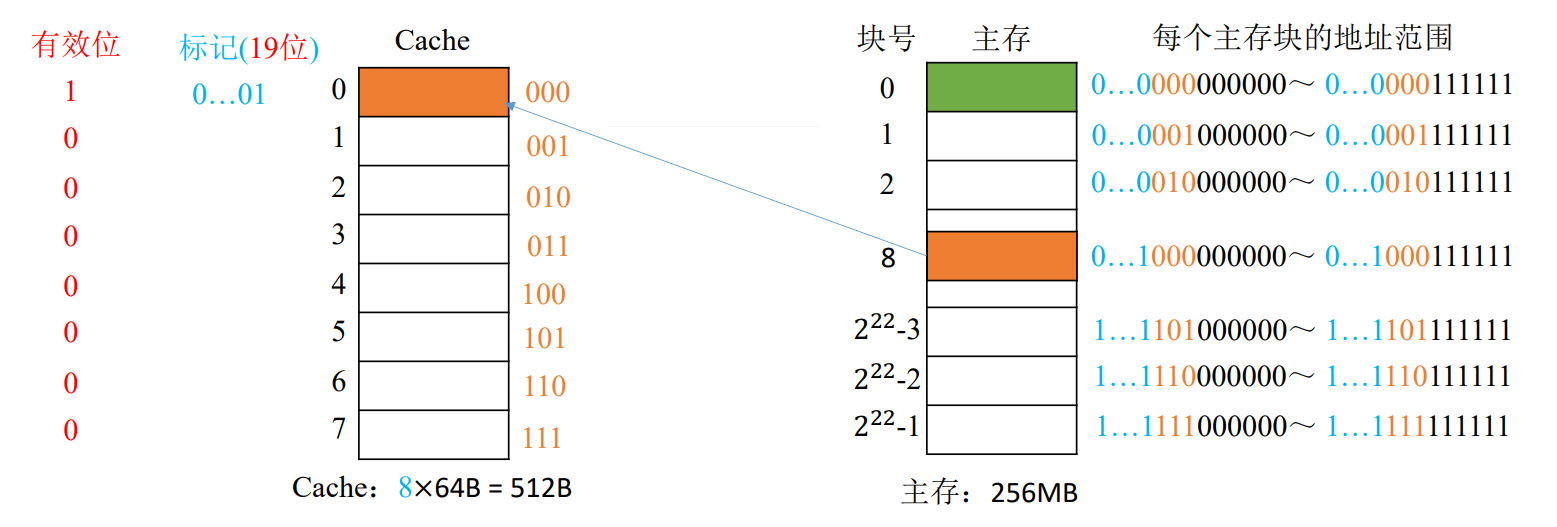 有效位 标记(19位) Cache 块号 主存 每个主存块的地址范围
1 0…01 0 000 0 0…0000000000～ 0…0000111111
0 1 001 1 0…0001000000～ 0…0001111111
0 2 010 2 0…0010000000～ 0…0010111111
0 3 011 8 0…1000000000～ 0…1000111111
0 4 100
0 5 101 2²²-3 1…1101000000～ 1…1101111111
0 6 110 2²²-2 1…1110000000～ 1…1110111111
0 7 111 2²²-1 1…1111000000～ 1…1111111111
Cache：8×64B = 512B 主存：256MB